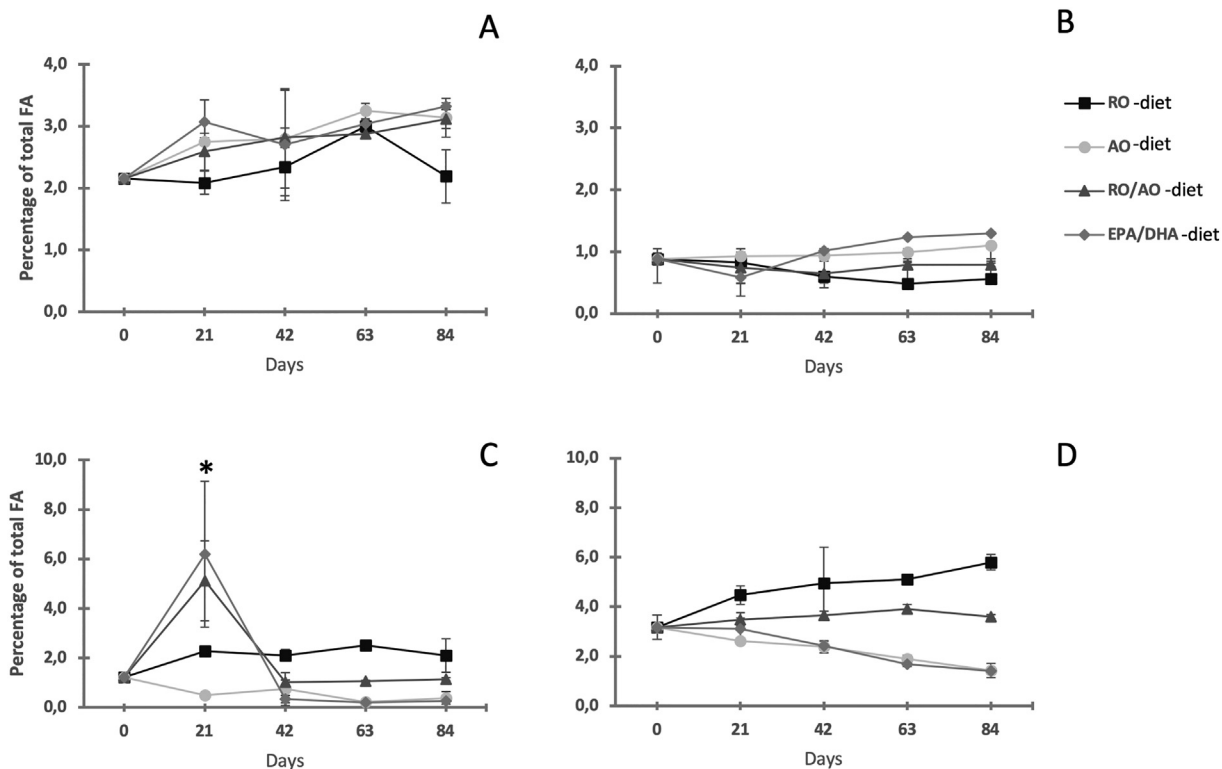 A
Percentage of total FA
4,0
3,0
2,0
1,0
0,0
0 21 42 63 84
Days
B
4,0
3,0
2,0
1,0
0,0
0 21 42 63 84
Days
RO -diet
AO -diet
RO/AO -diet
EPA/DHA -diet
C
Percentage of total FA
10,0
8,0
6,0
4,0
2,0
0,0
*
0 21 42 63 84
Days
D
10,0
8,0
6,0
4,0
2,0
0,0
0 21 42 63 84
Days